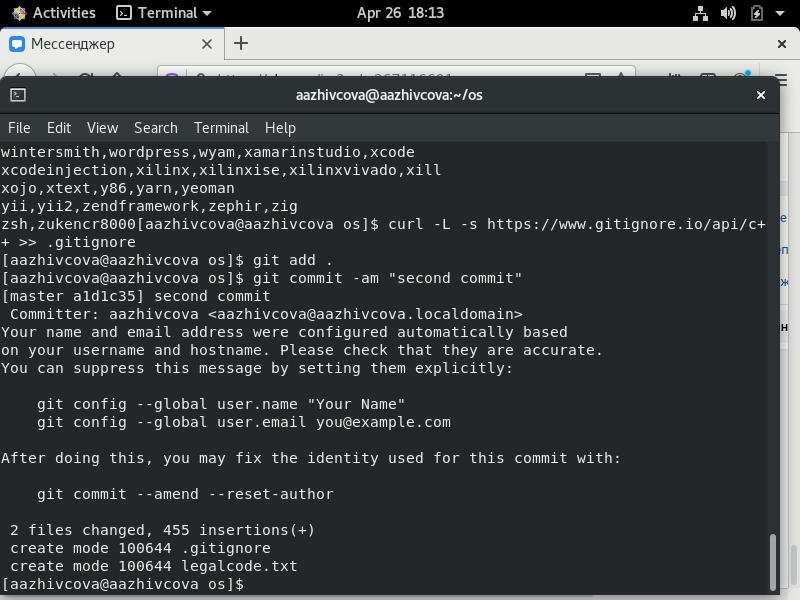 Activities Terminal Apr 26 18:13
Мессенджер
aazhivcova@aazhivcova:~/os
File Edit View Search Terminal Help
wintersmith,wordpress,wyam,xamarinstudio,xcode
xcodeinjection,xilinx,xilinxise,xilinxvivado,xill
xojo,xtext,y86,yarn,yeoman
yii,yii2,zendframework,zephir,zig
zsh,zukencr8000[aazhivcova@aazhivcova os]$ curl -L -s https://www.gitignore.io/api/c+
+ >> .gitignore
[aazhivcova@aazhivcova os]$ git add .
[aazhivcova@aazhivcova os]$ git commit -am "second commit"
[master a1d1c35] second commit
 Committer: aazhivcova <aazhivcova@aazhivcova.localdomain>
Your name and email address were configured automatically based
on your username and hostname. Please check that they are accurate.
You can suppress this message by setting them explicitly:
    git config --global user.name "Your Name"
    git config --global user.email you@example.com
After doing this, you may fix the identity used for this commit with:
    git commit --amend --reset-author
 2 files changed, 455 insertions(+)
 create mode 100644 .gitignore
 create mode 100644 legalcode.txt
[aazhivcova@aazhivcova os]$